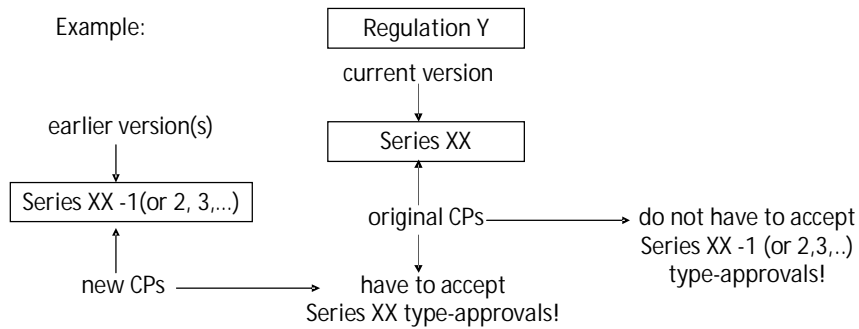 Example:
Regulation Y
current version
earlier version(s)
Series XX
Series XX -1(or 2, 3,...)
original CPs
do not have to accept
Series XX -1 (or 2,3,..)
type-approvals!
new CPs
have to accept
Series XX type-approvals!